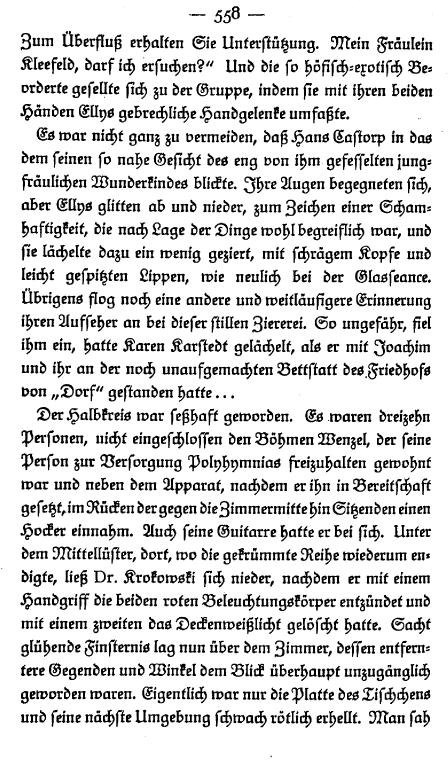 — 558 —
Zum Überfluß erhalten Sie Unterstützung. Mein Fräulein
Kleefeld, darf ich ersuchen?“ Und die so höfisch-exotisch Be-
orderte gesellte sich zu der Gruppe, indem sie mit ihren beiden
Händen Ellys gebrechliche Handgelenke umfaßte.
Es war nicht ganz zu vermeiden, daß Hans Castorp in das
dem seinen so nahe Gesicht des eng von ihm gefesselten jung-
fräulichen Wunderkindes blickte. Ihre Augen begegneten sich,
aber Ellys glitten ab und nieder, zum Zeichen einer Scham-
haftigkeit, die nach Lage der Dinge wohl begreiflich war, und
sie lächelte dazu ein wenig geziert, mit schrägem Kopfe und
leicht gespitzten Lippen, wie neulich bei der Glasseance.
Übrigens flog noch eine andere und weitläufigere Erinnerung
ihren Aufseher an bei dieser stillen Ziererei. So ungefähr, fiel
ihm ein, hatte Karen Karstedt gelächelt, als er mit Joachim
und ihr an der noch unaufgemachten Bettstatt des Friedhofs
von „Dorf“ gestanden hatte...
Der Halbkreis war seßhaft geworden. Es waren dreizehn
Personen, nicht eingeschlossen den Böhmen Wenzel, der seine
Person zur Versorgung Polyhymnias freizuhalten gewohnt
war und neben dem Apparat, nachdem er ihn in Bereitschaft
gesetzt, im Rücken der gegen die Zimmermitte hin Sitzenden einen
Hocker einnahm. Auch seine Guitarre hatte er bei sich. Unter
dem Mittellüster, dort, wo die gekrümmte Reihe wiederum en-
digte, ließ Dr. Krokowski sich nieder, nachdem er mit einem
Handgriff die beiden roten Beleuchtungskörper entzündet und
mit einem zweiten das Deckenweißlicht gelöscht hatte. Sacht
glühende Finsternis lag nun über dem Zimmer, dessen entfern-
tere Gegenden und Winkel dem Blick überhaupt unzugänglich
geworden waren. Eigentlich war nur die Platte des Tischchens
und seine nächste Umgebung schwach rötlich erhellt. Man sah